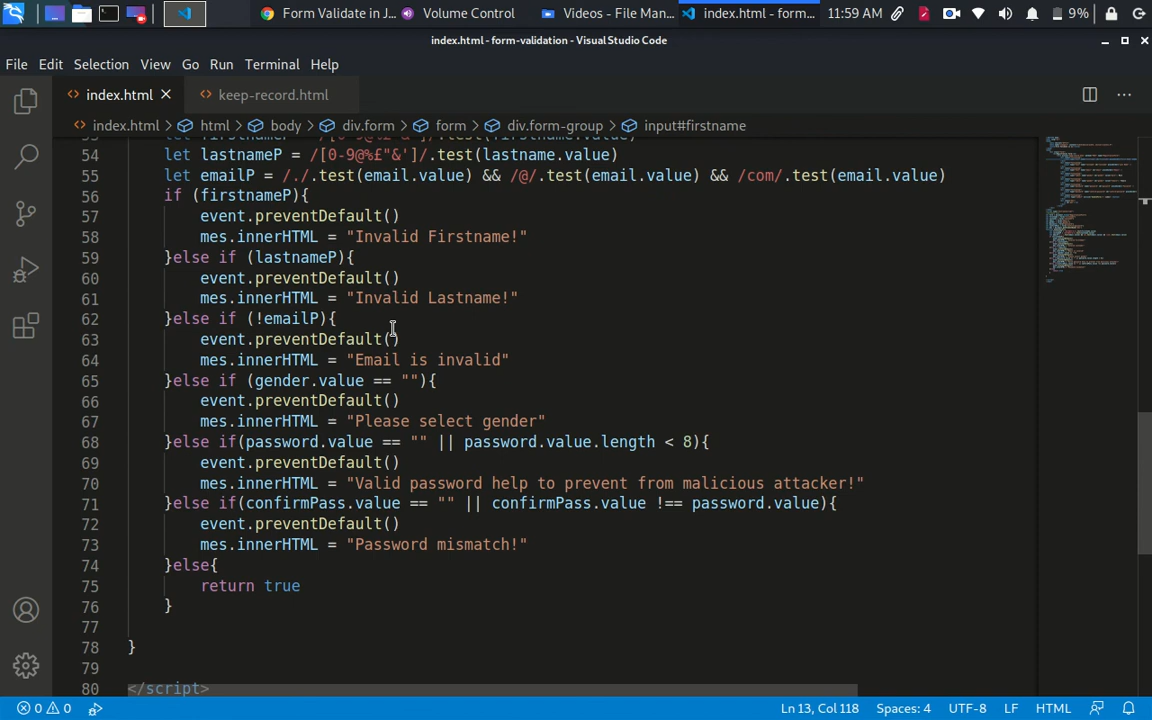 Form Validate in J...
Volume Control
Videos - File Man...
index.html - form...
11:59 AM
9%
index.html - form-validation - Visual Studio Code
File Edit Selection View Go Run Terminal Help
index.html
keep-record.html
index.html > html > body > div.form > form > div.form-group > input#firstname
54 let lastnameP = /[0-9@%£"&']/.test(lastname.value)
55 let emailP = /./.test(email.value) && /@/.test(email.value) && /com/.test(email.value)
56 if (firstnameP){
57 event.preventDefault()
58 mes.innerHTML = "Invalid Firstname!"
59 }else if (lastnameP){
60 event.preventDefault()
61 mes.innerHTML = "Invalid Lastname!"
62 }else if (!emailP){
63 event.preventDefault()
64 mes.innerHTML = "Email is invalid"
65 }else if (gender.value == ""){
66 event.preventDefault()
67 mes.innerHTML = "Please select gender"
68 }else if(password.value == "" || password.value.length < 8){
69 event.preventDefault()
70 mes.innerHTML = "Valid password help to prevent from malicious attacker!"
71 }else if(confirmPass.value == "" || confirmPass.value !== password.value){
72 event.preventDefault()
73 mes.innerHTML = "Password mismatch!"
74 }else{
75 return true
76 }
77
78 }
79
80 </script>
0 0
Ln 13, Col 118 Spaces: 4 UTF-8 LF HTML